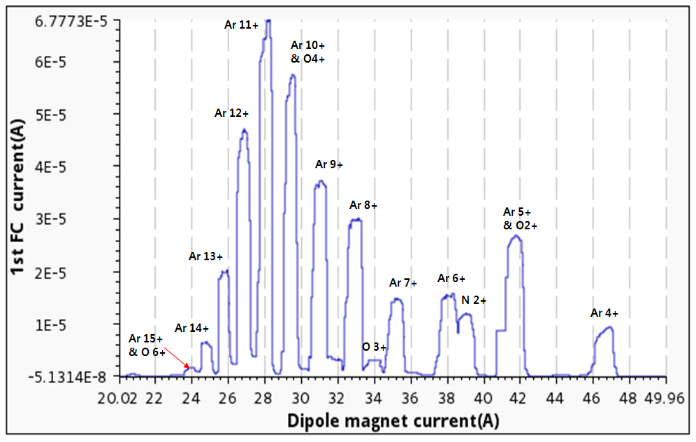 6.7773E-5
6E-5
5E-5
4E-5
3E-5
2E-5
1E-5
-5.1314E-8
1st FC current(A)
Ar 11+
Ar 10+
& O4+
Ar 12+
Ar 9+
Ar 8+
Ar 5+
& O2+
Ar 13+
Ar 7+
Ar 6+
N 2+
Ar 4+
Ar 14+
Ar 15+
& O 6+
O 3+
20.02 22 24 26 28 30 32 34 36 38 40 42 44 46 48 49.96
Dipole magnet current(A)